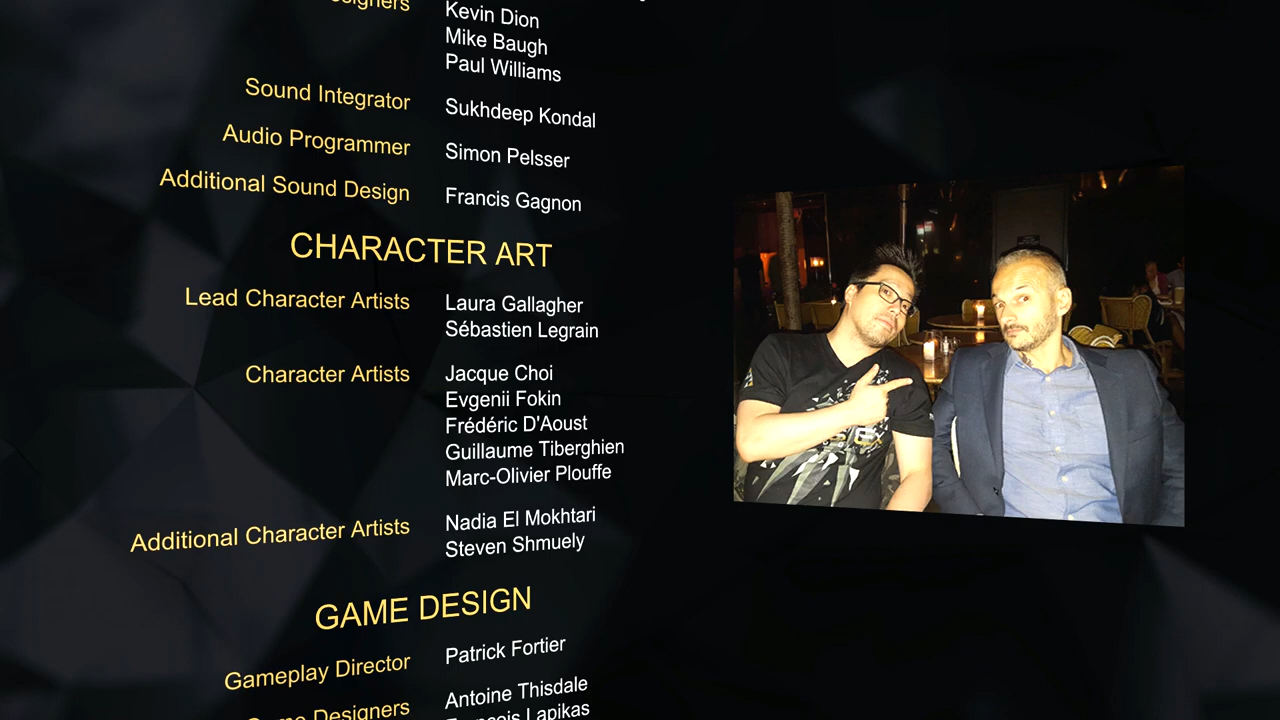 Kevin Dion
Mike Baugh
Paul Williams
Sound Integrator Sukhdeep Kondal
Audio Programmer Simon Pelsser
Additional Sound Design Francis Gagnon
CHARACTER ART
Lead Character Artists Laura Gallagher
Sébastien Legrain
Character Artists Jacque Choi
Evgenii Fokin
Frédéric D'Aoust
Guillaume Tiberghien
Marc-Olivier Plouffe
Additional Character Artists Nadia El Mokhtari
Steven Shmuely
GAME DESIGN
Gameplay Director Patrick Fortier
Game Designers Antoine Thisdale
Lapikas